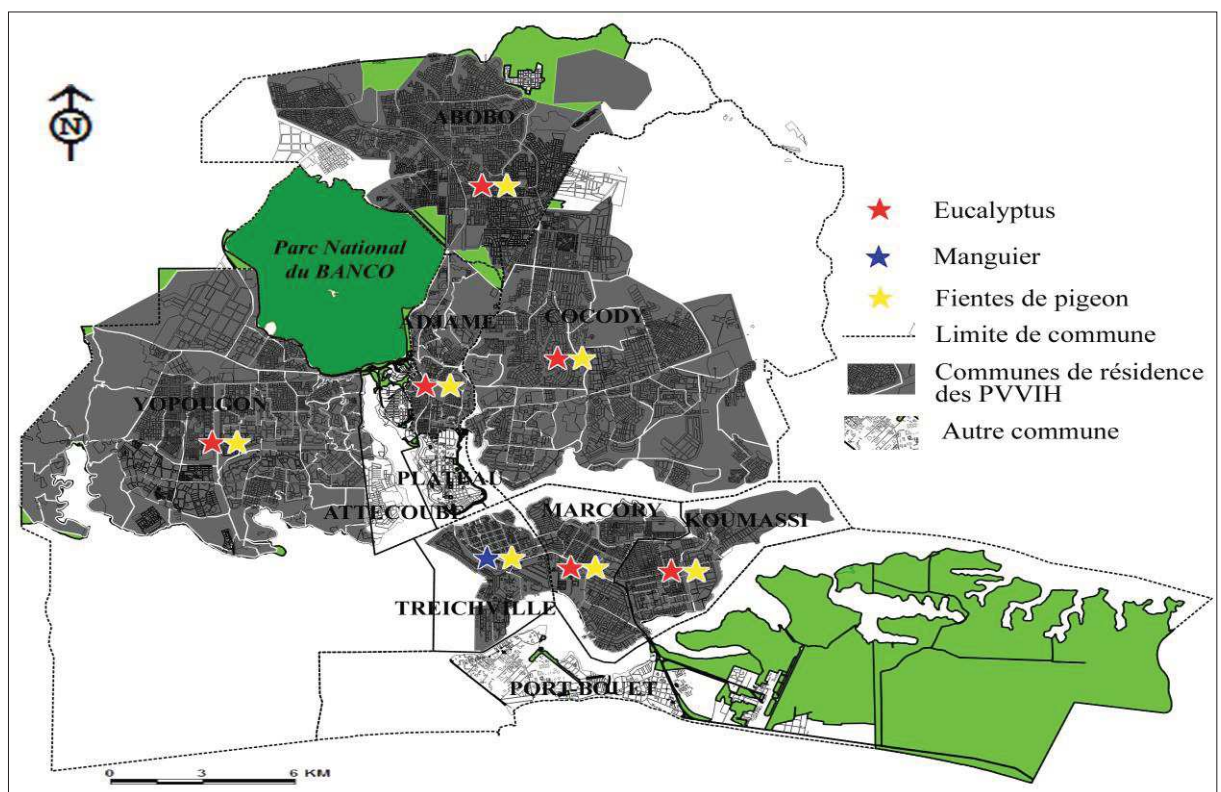 N
ABOBO
Parc National
du BANCO
ADJAME
COCODY
YOPOUGON
PLATEAU
ATTECOUBE
MARCORY
KOUMASSI
TREICHVILLE
PORT-BOUET
Eucalyptus
Manguier
Fientes de pigeon
Limite de commune
Communes de résidence
des PVVIH
Autre commune
0 3 6 KM